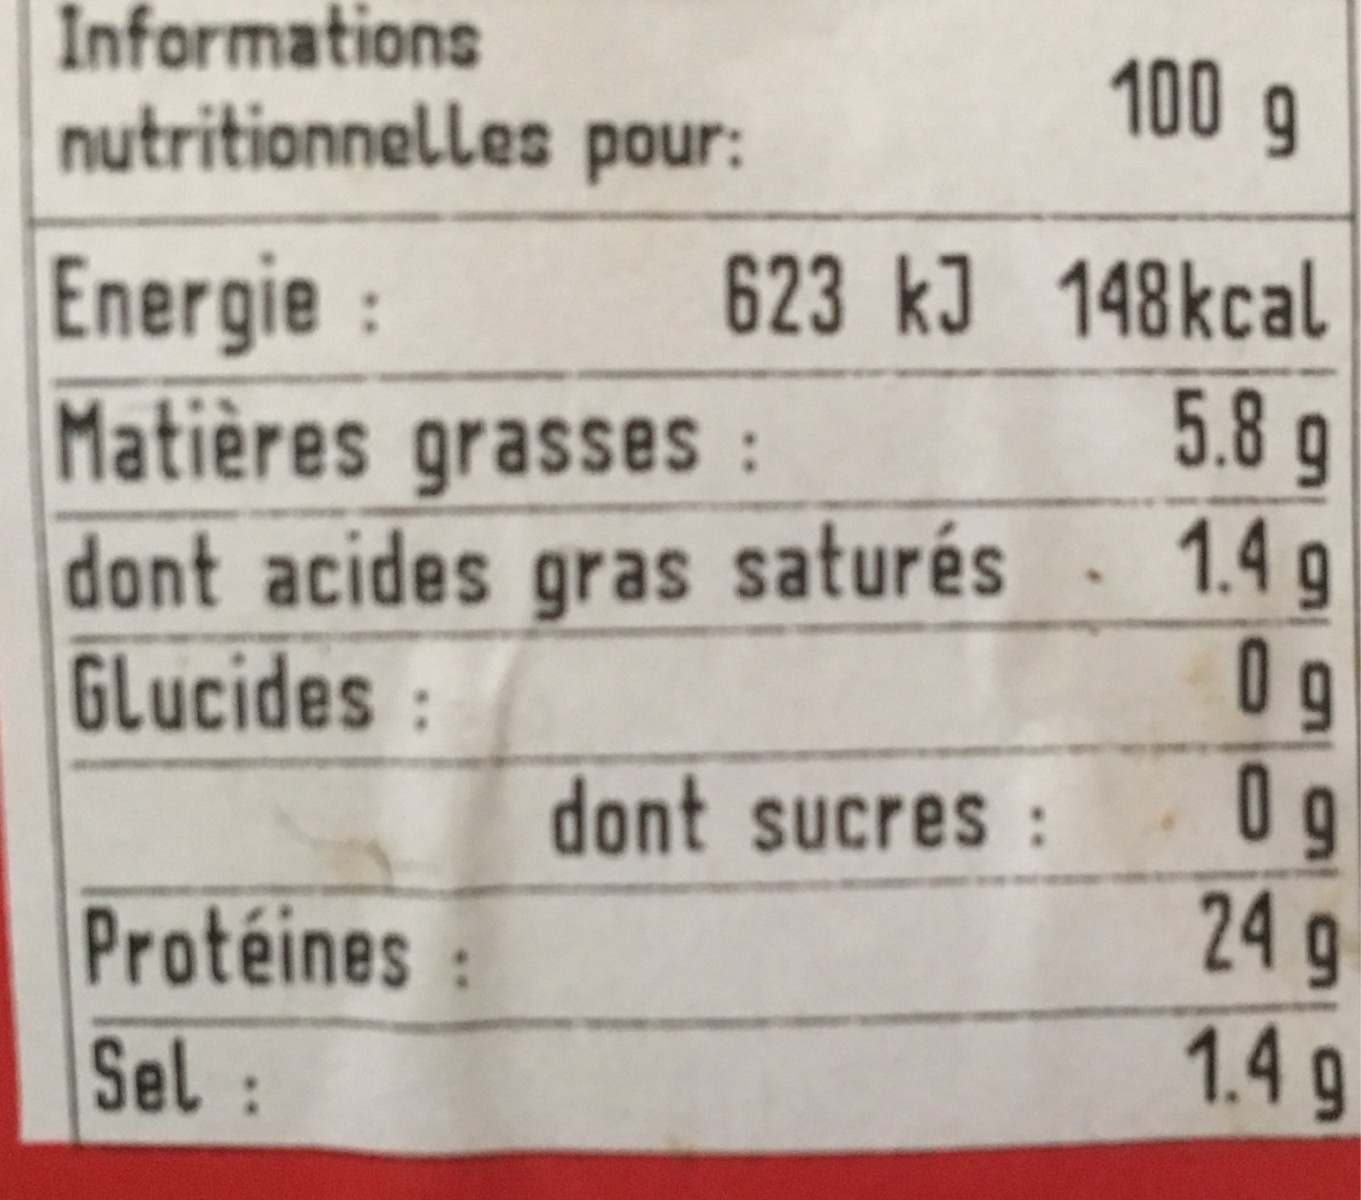 Informations
nutritionnelles pour: 100 g
Energie : 623 kJ 148kcal
Matières grasses : 5.8 g
dont acides gras saturés 1.4 g
Glucides : 0 g
dont sucres : 0 g
Protéines : 24 g
Sel : 1.4 g